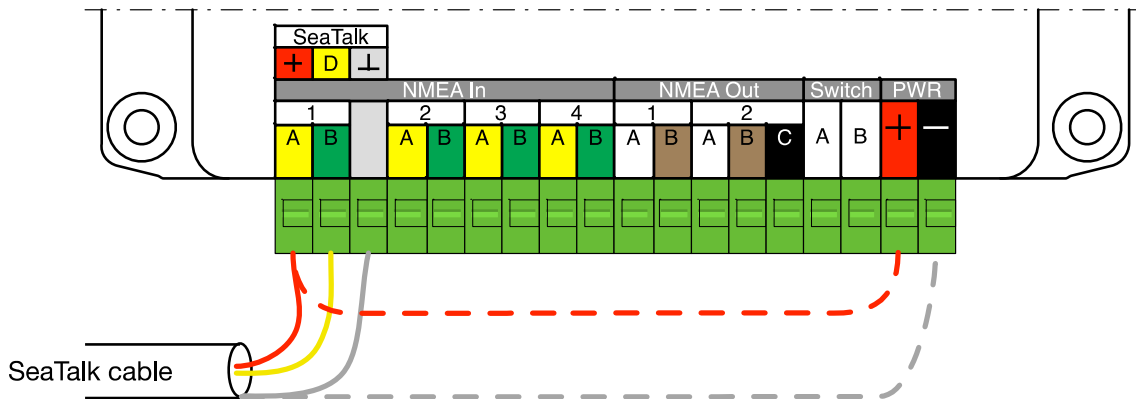 SeaTalk
+ D ⊥
NMEA In NMEA Out Switch PWR
1 2 3 4 1 2
A B A B A B A B A B A B C A B + −
SeaTalk cable